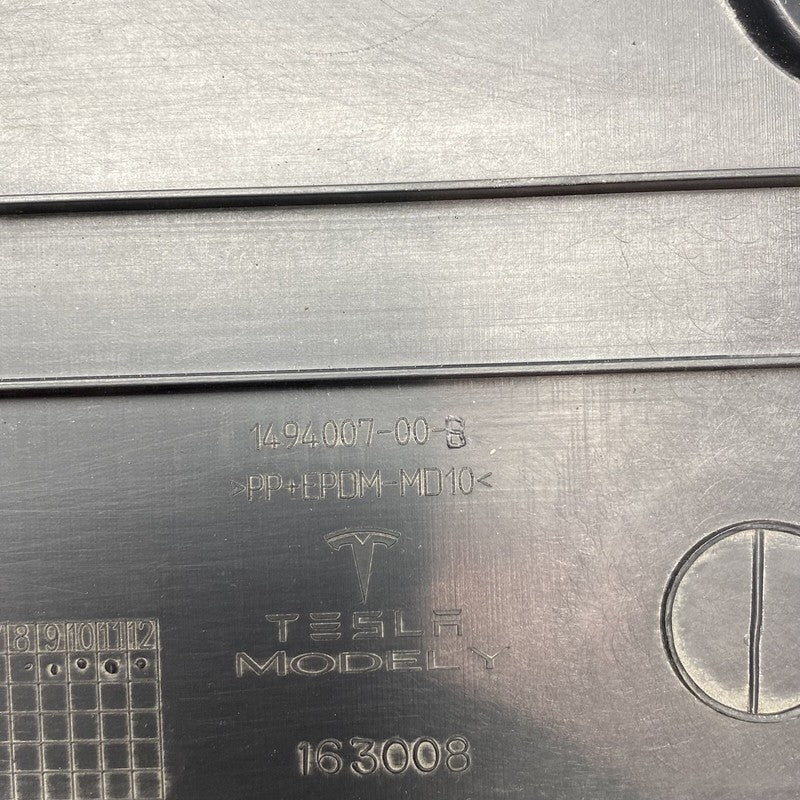 1494007-00-B
>PP+EPDM-MD10<
TESLA
MODEL Y
8 9 10 11 12
163008